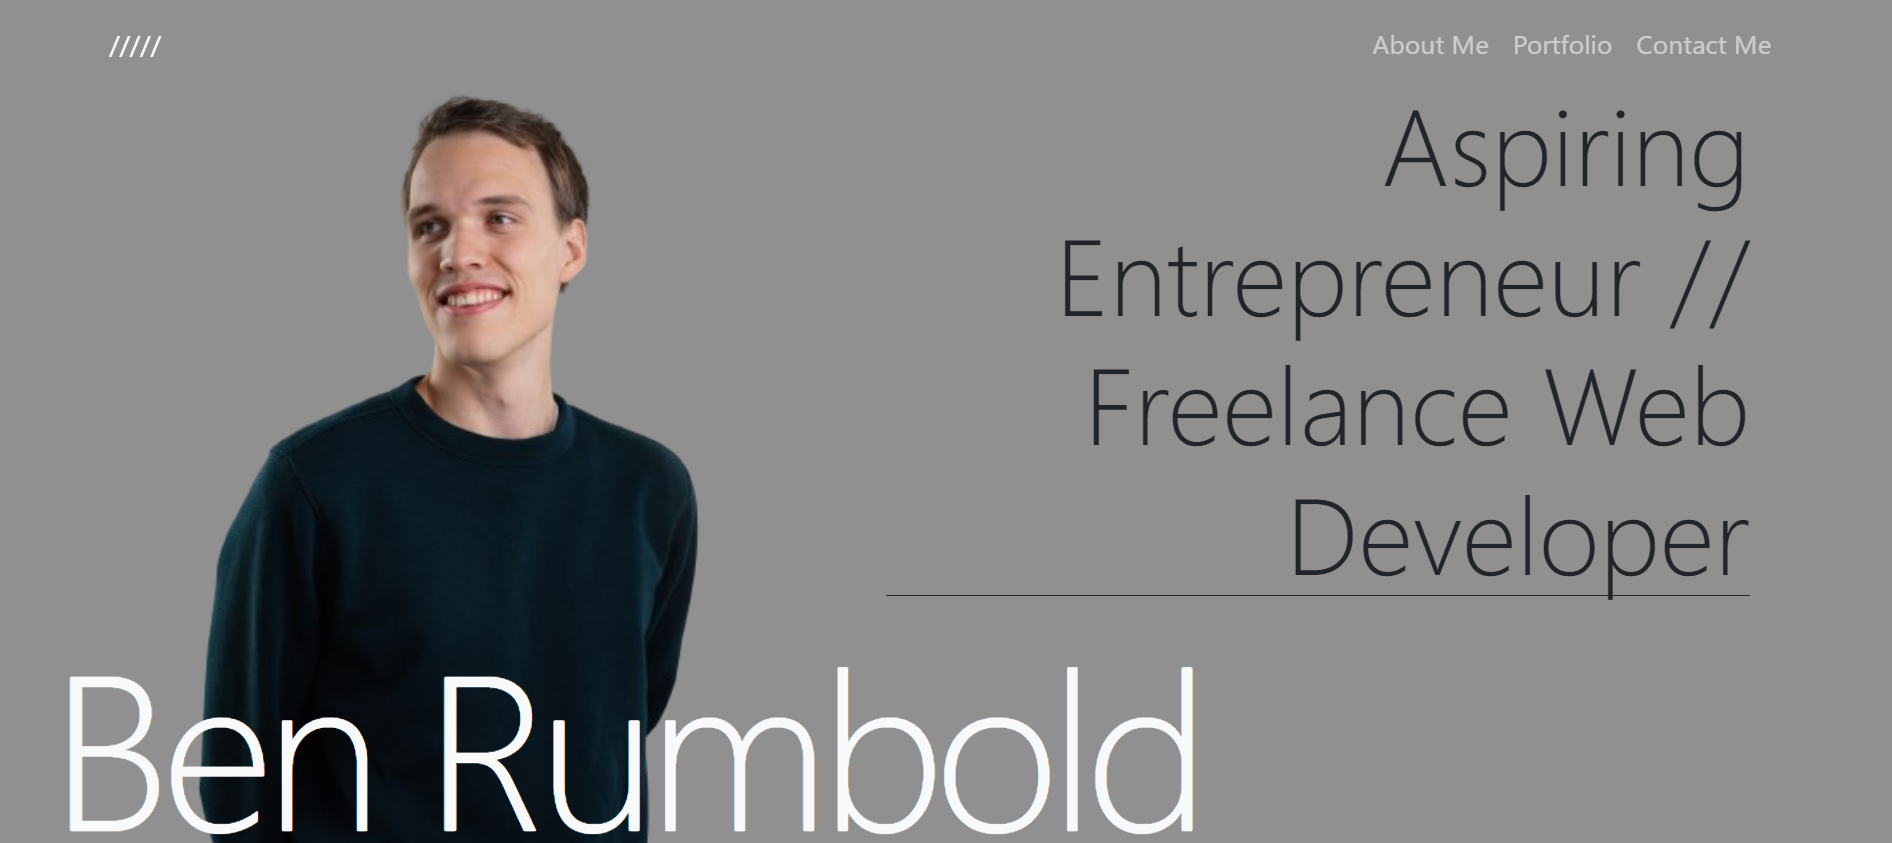 /////
About Me Portfolio Contact Me
Aspiring
Entrepreneur //
Freelance Web
Developer
Ben Rumbold